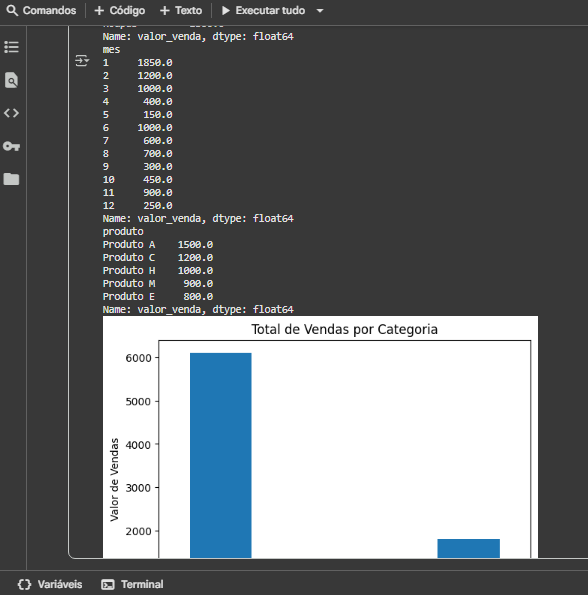 Comandos + Código + Texto Executar tudo
Name: valor_venda, dtype: float64
mes
1 1850.0
2 1200.0
3 1000.0
4 400.0
5 150.0
6 1000.0
7 600.0
8 700.0
9 300.0
10 450.0
11 900.0
12 250.0
Name: valor_venda, dtype: float64
produto
Produto A 1500.0
Produto C 1200.0
Produto H 1000.0
Produto M 900.0
Produto E 800.0
Name: valor_venda, dtype: float64
Total de Vendas por Categoria
6000
5000
4000
3000
2000
Valor de Vendas
Variáveis Terminal